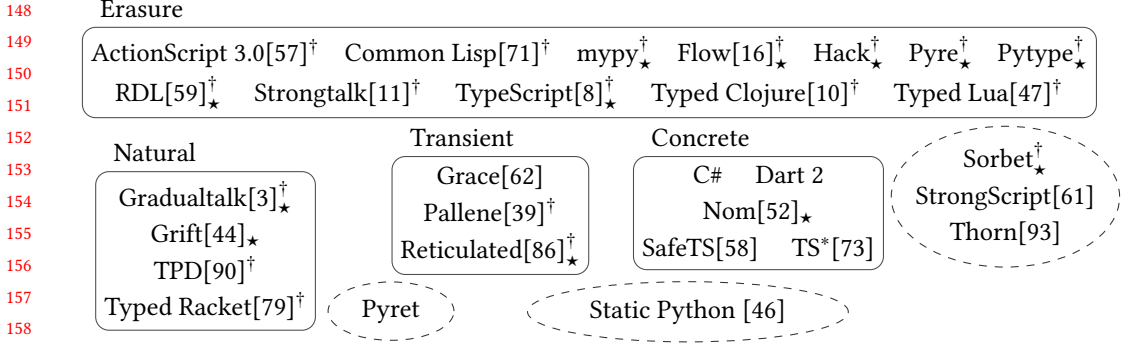 148 Erasure
149 ActionScript 3.0[57]† Common Lisp[71]† mypy†★ Flow[16]†★ Hack†★ Pyre†★ Pytype†★
150
151 RDL[59]†★ Strongtalk[11]† TypeScript[8]†★ Typed Clojure[10]† Typed Lua[47]†
152 Transient Concrete
153 Natural Grace[62] C# Dart 2 Sorbet†★
154 Gradualtalk[3]†★ Pallene[39]† Nom[52]★ StrongScript[61]
155 Grift[44]★ Reticulated[86]†★ SafeTS[58] TS*[73] Thorn[93]
156 TPD[90]†
157 Typed Racket[79]† Pyret Static Python [46]
158